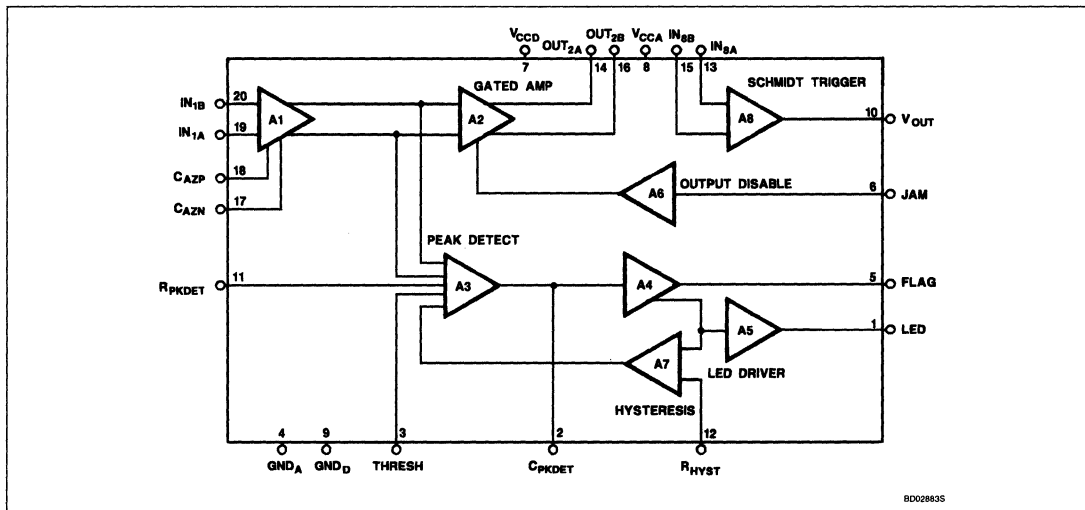 VCCD
7
OUT2A
14
OUT2B
16
VCCA
8
IN8B
15
IN8A
13
GATED AMP
SCHMIDT TRIGGER
IN1B 20
A1
A2
A8
10 VOUT
IN1A 19
CAZP 18
CAZN 17
A6
OUTPUT DISABLE
6 JAM
PEAK DETECT
RPKDET 11
A3
A4
5 FLAG
A5
1 LED
A7
LED DRIVER
HYSTERESIS
4
GNDA
9
GNDD
3
THRESH
2
CPKDET
12
RHYST
BD02883S